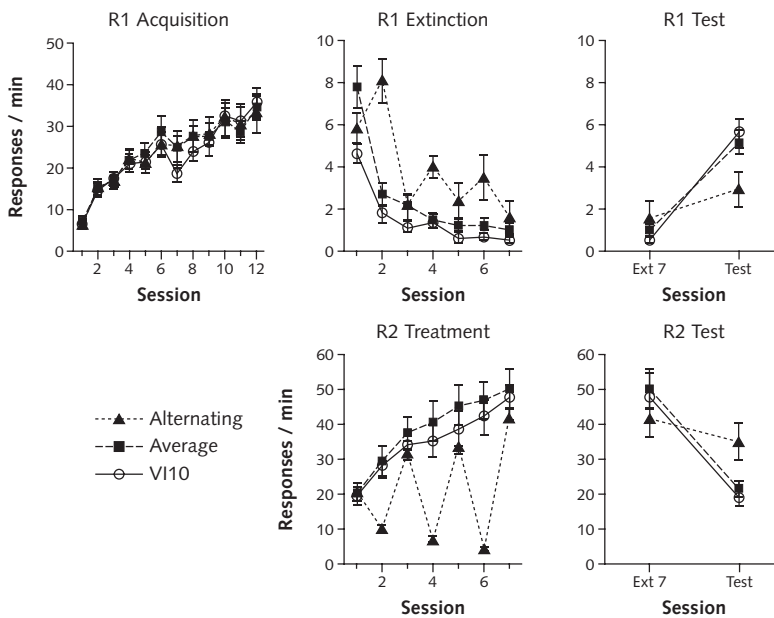 R1 Acquisition
50
40
30
20
10
0
Responses / min
2 4 6 8 10 12
Session
R1 Extinction
10
8
6
4
2
0
2 4 6
Session
R1 Test
10
8
6
4
2
0
Ext 7 Test
Session
Alternating
Average
VI10
R2 Treatment
60
50
40
30
20
10
0
Responses / min
2 4 6
Session
R2 Test
60
50
40
30
20
10
0
Ext 7 Test
Session